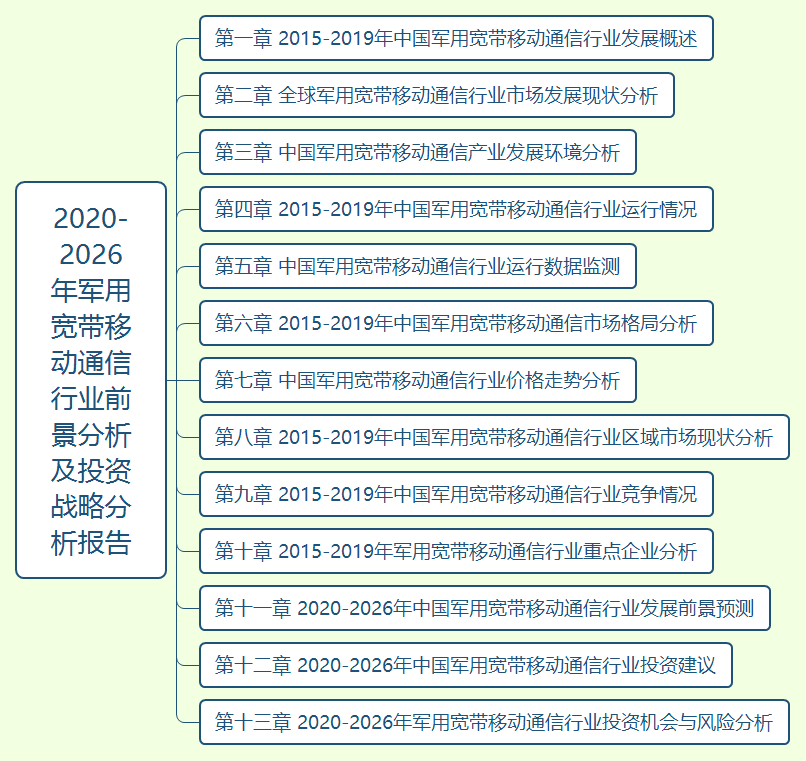 2020-
2026
年军用
宽带移
动通信
行业前
景分析
及投资
战略分
析报告
第一章 2015-2019年中国军用宽带移动通信行业发展概述
第二章 全球军用宽带移动通信行业市场发展现状分析
第三章 中国军用宽带移动通信产业发展环境分析
第四章 2015-2019年中国军用宽带移动通信行业运行情况
第五章 中国军用宽带移动通信行业运行数据监测
第六章 2015-2019年中国军用宽带移动通信市场格局分析
第七章 中国军用宽带移动通信行业价格走势分析
第八章 2015-2019年中国军用宽带移动通信行业区域市场现状分析
第九章 2015-2019年中国军用宽带移动通信行业竞争情况
第十章 2015-2019年军用宽带移动通信行业重点企业分析
第十一章 2020-2026年中国军用宽带移动通信行业发展前景预测
第十二章 2020-2026年中国军用宽带移动通信行业投资建议
第十三章 2020-2026年军用宽带移动通信行业投资机会与风险分析